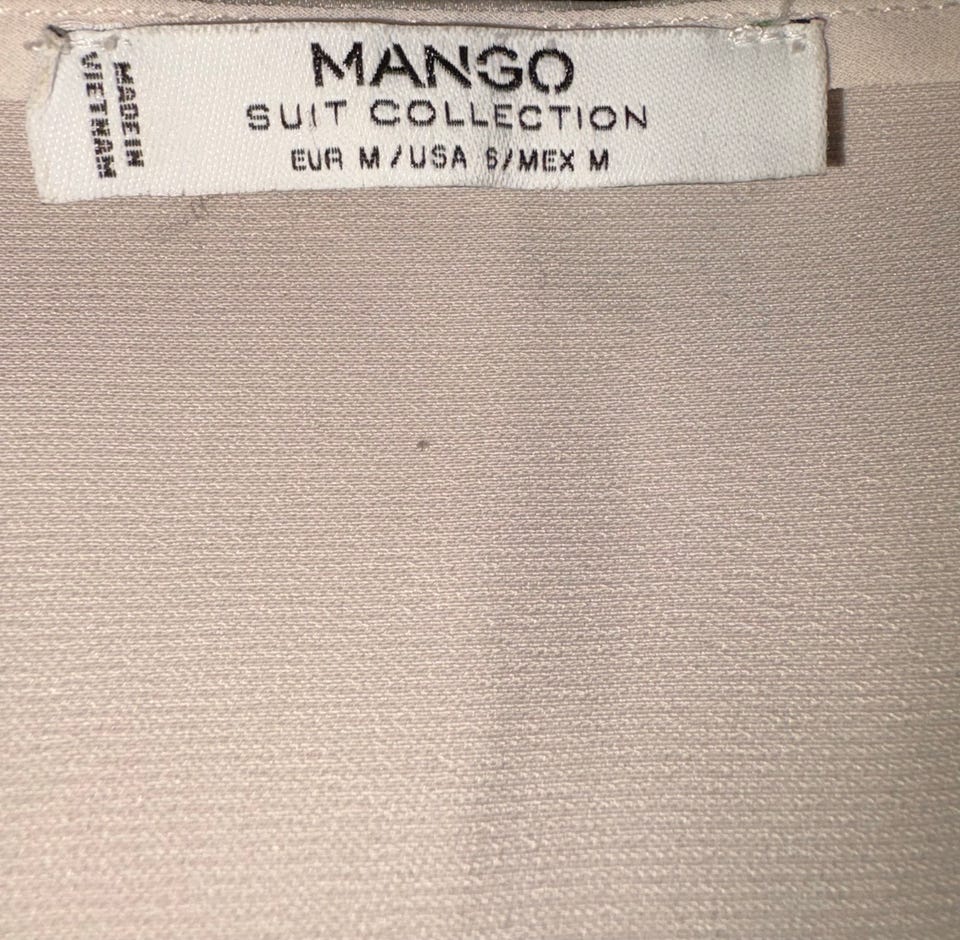 MANGO
SUIT COLLECTION
EUR M/USA S/MEX M
MADE IN
VIETNAM